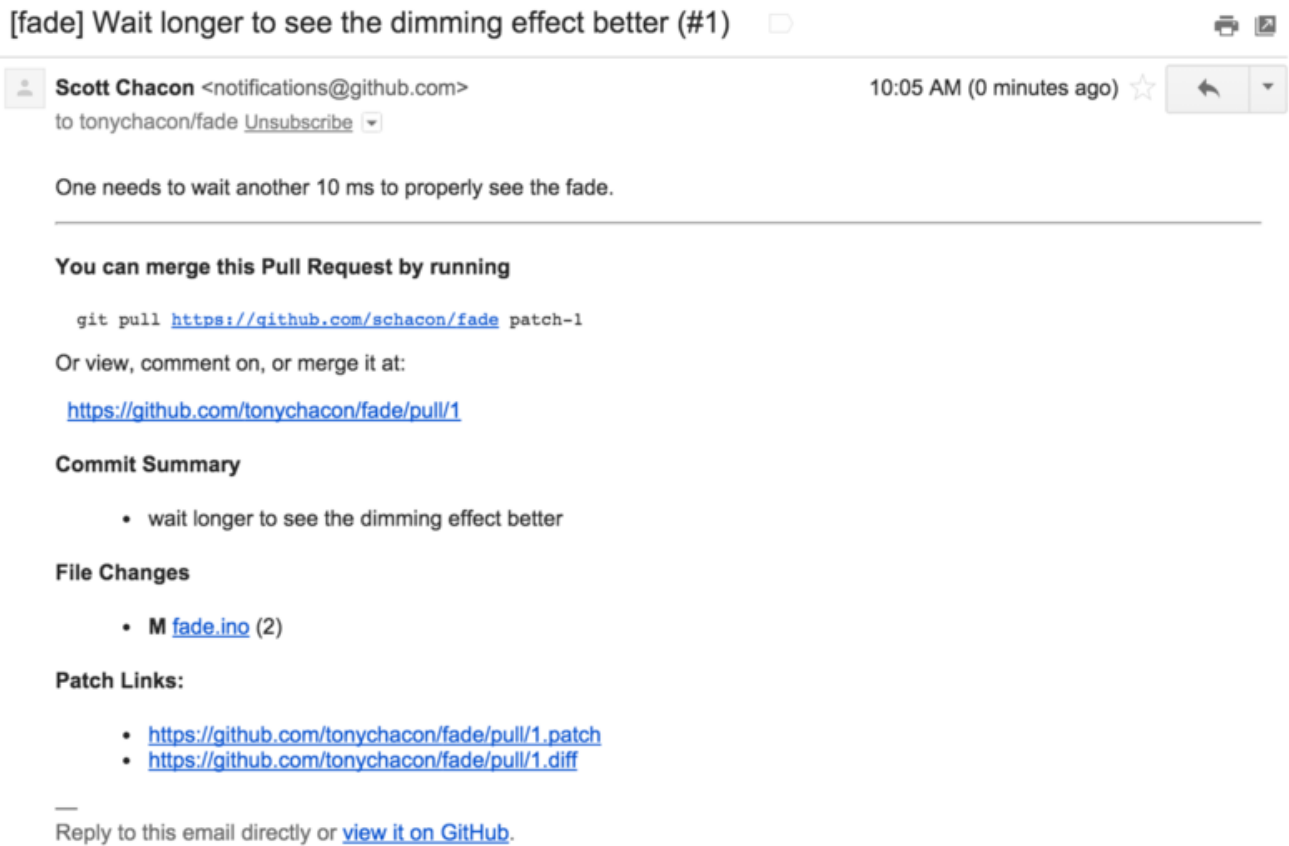 [fade] Wait longer to see the dimming effect better (#1)
Scott Chacon <notifications@github.com>
10:05 AM (0 minutes ago)
to tonychacon/fade Unsubscribe
One needs to wait another 10 ms to properly see the fade.
You can merge this Pull Request by running
git pull https://github.com/schacon/fade patch-1
Or view, comment on, or merge it at:
https://github.com/tonychacon/fade/pull/1
Commit Summary
• wait longer to see the dimming effect better
File Changes
• M fade.ino (2)
Patch Links:
• https://github.com/tonychacon/fade/pull/1.patch
• https://github.com/tonychacon/fade/pull/1.diff
—
Reply to this email directly or view it on GitHub.